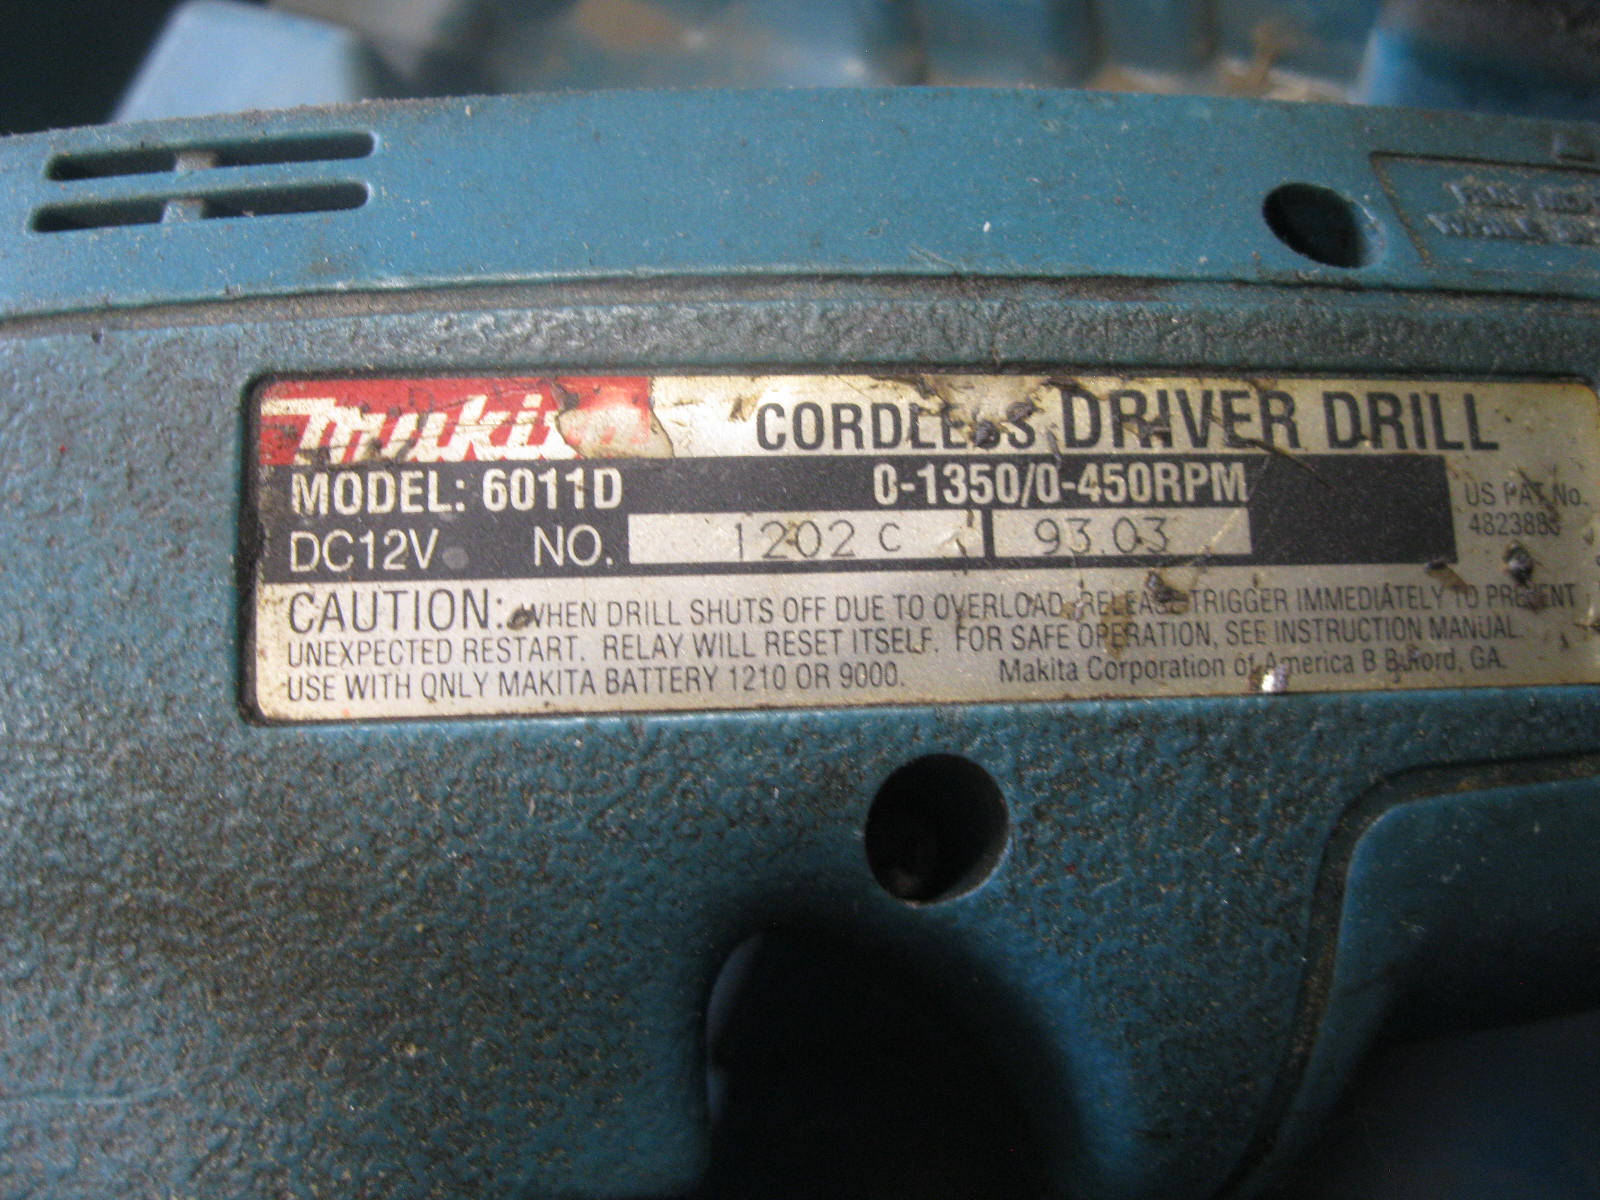 Makita CORDLESS DRIVER DRILL
MODEL: 6011D 0-1350/0-450RPM
US PAT No.
DC12V NO. 1202 C 93.03
CAUTION: WHEN DRILL SHUTS OFF DUE TO OVERLOAD, RELEASE TRIGGER IMMEDIATELY TO PREVENT
UNEXPECTED RESTART. RELAY WILL RESET ITSELF. FOR SAFE OPERATION, SEE INSTRUCTION MANUAL.
USE WITH ONLY MAKITA BATTERY 1210 OR 9000. Makita Corporation of America B Buford, GA.